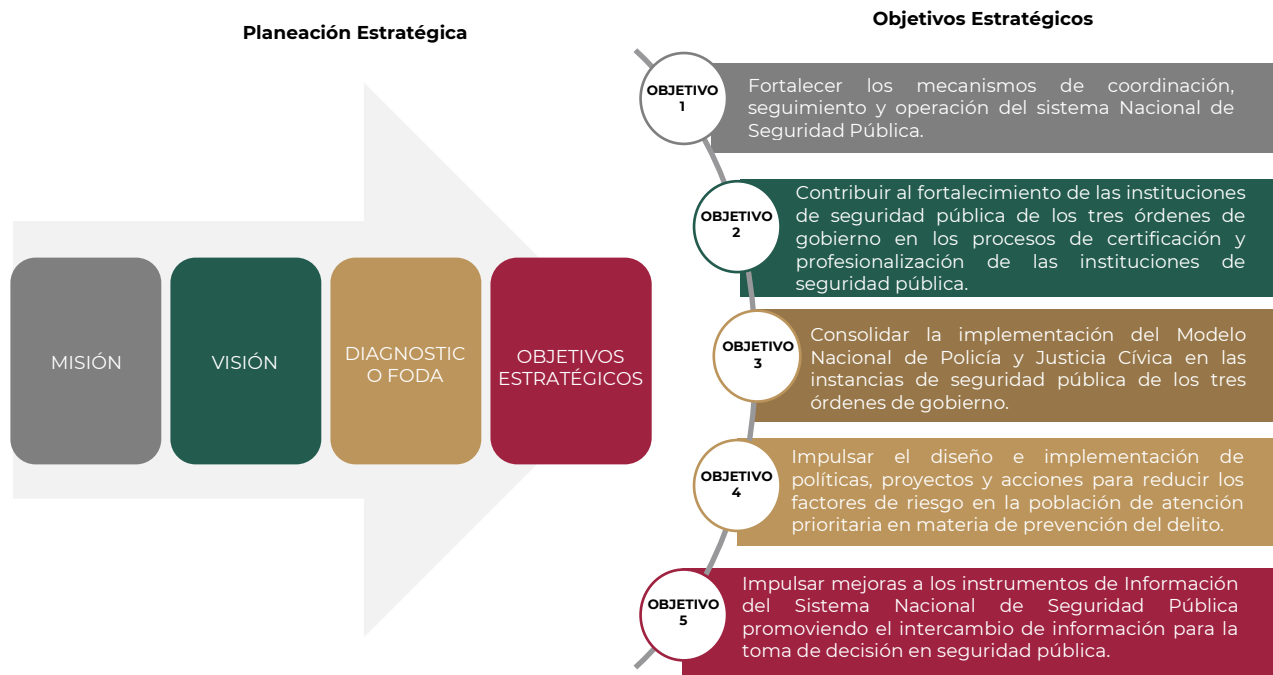 Planeación Estratégica
MISIÓN
VISIÓN
DIAGNOSTIC
O FODA
OBJETIVOS
ESTRATÉGICOS
Objetivos Estratégicos
OBJETIVO
1
Fortalecer los mecanismos de coordinación,
seguimiento y operación del sistema Nacional de
Seguridad Pública.
OBJETIVO
2
Contribuir al fortalecimiento de las instituciones
de seguridad pública de los tres órdenes de
gobierno en los procesos de certificación y
profesionalización de las instituciones de
seguridad pública.
OBJETIVO
3
Consolidar la implementación del Modelo
Nacional de Policía y Justicia Cívica en las
instancias de seguridad pública de los tres
órdenes de gobierno.
OBJETIVO
4
Impulsar el diseño e implementación de
políticas, proyectos y acciones para reducir los
factores de riesgo en la población de atención
prioritaria en materia de prevención del delito.
OBJETIVO
5
Impulsar mejoras a los instrumentos de Información
del Sistema Nacional de Seguridad Pública
promoviendo el intercambio de información para la
toma de decisión en seguridad pública.